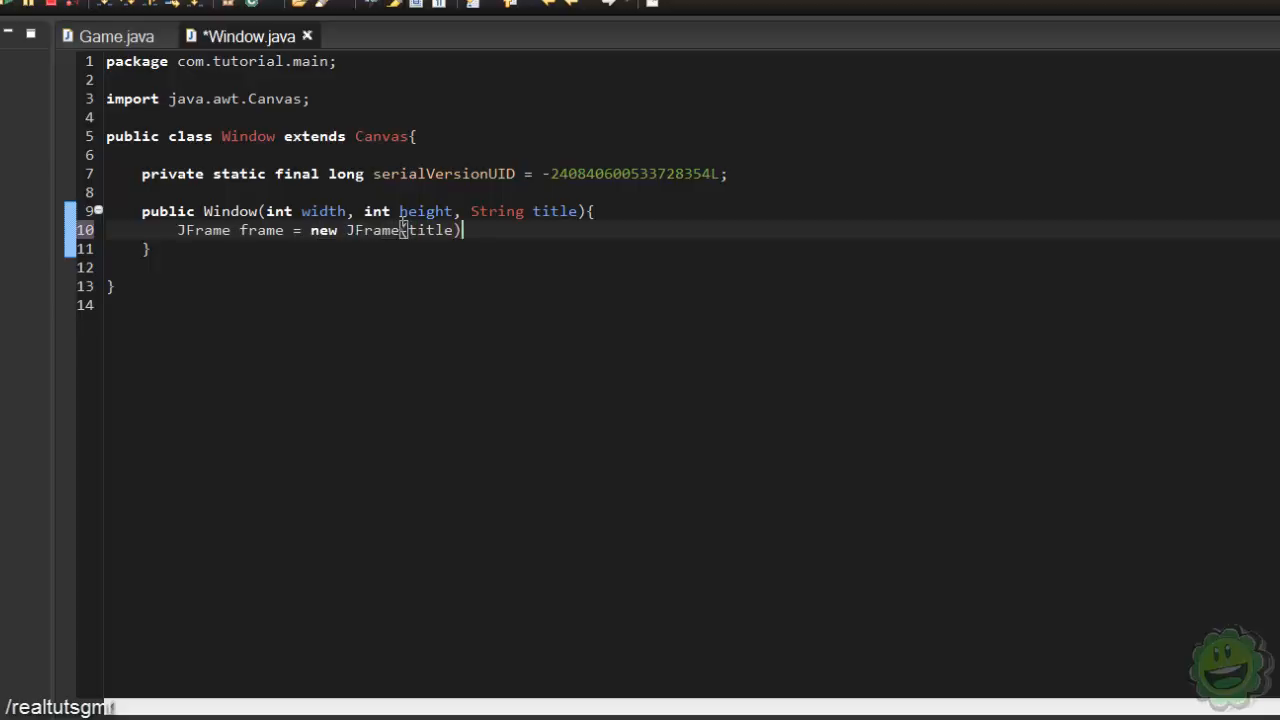 Game.java *Window.java
1 package com.tutorial.main;
2
3 import java.awt.Canvas;
4
5 public class Window extends Canvas{
6
7 private static final long serialVersionUID = -240840600533728354L;
8
9 public Window(int width, int height, String title){
10 JFrame frame = new JFrame(title)
11 }
12
13 }
14
/realtutsgm